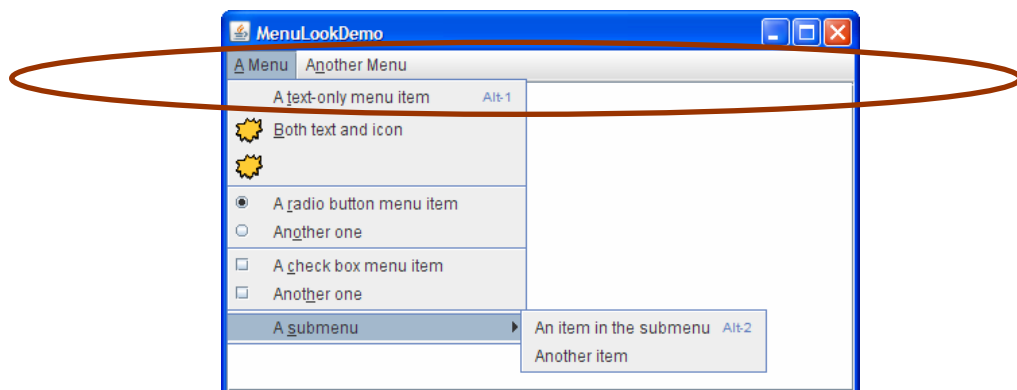 MenuLookDemo
A Menu Another Menu
A text-only menu item Alt-1
Both text and icon
A radio button menu item
Another one
A check box menu item
Another one
A submenu
An item in the submenu Alt-2
Another item